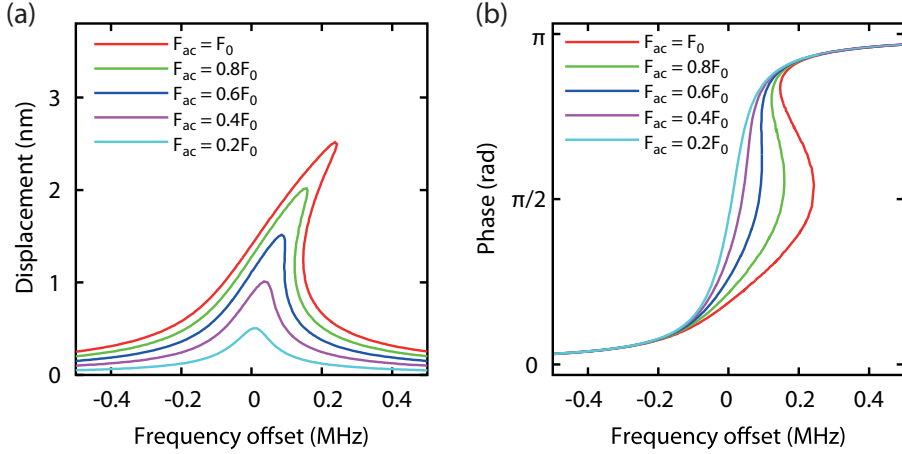 (a)
F_ac = F_0
F_ac = 0.8F_0
F_ac = 0.6F_0
F_ac = 0.4F_0
F_ac = 0.2F_0
3
2
1
0
Displacement (nm)
-0.4 -0.2 0 0.2 0.4
Frequency offset (MHz)
(b)
F_ac = F_0
F_ac = 0.8F_0
F_ac = 0.6F_0
F_ac = 0.4F_0
F_ac = 0.2F_0
π
π/2
0
Phase (rad)
-0.4 -0.2 0 0.2 0.4
Frequency offset (MHz)